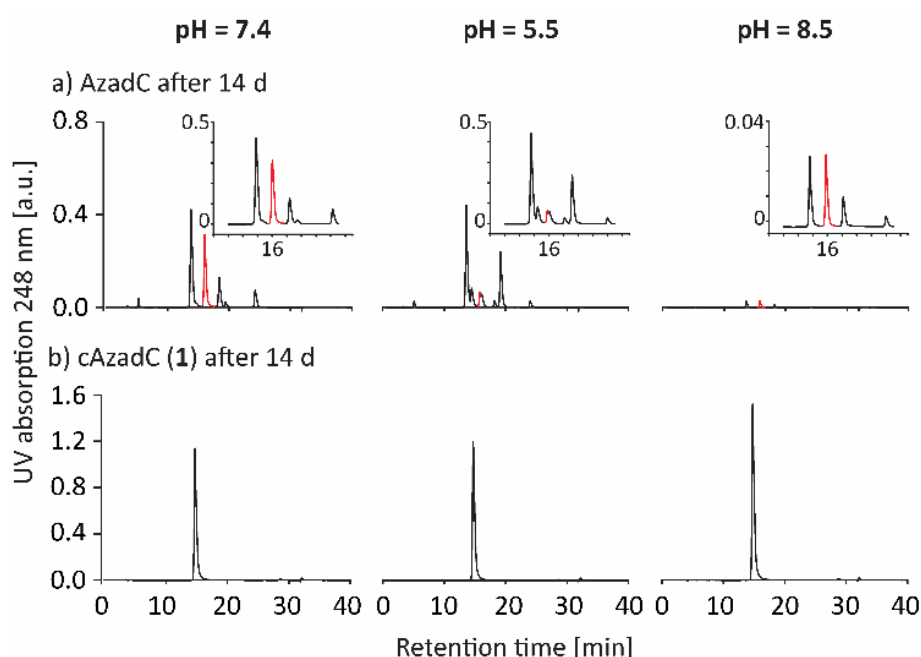 pH = 7.4 pH = 5.5 pH = 8.5
a) AzadC after 14 d
0.8 0.5 0.5 0.04
0.4 0 0 0
16 16 16
0.0
b) cAzadC (1) after 14 d
1.6
1.2
0.8
0.4
0.0
0 10 20 30 40 0 10 20 30 40 0 10 20 30 40
Retention time [min]
UV absorption 248 nm [a.u.]